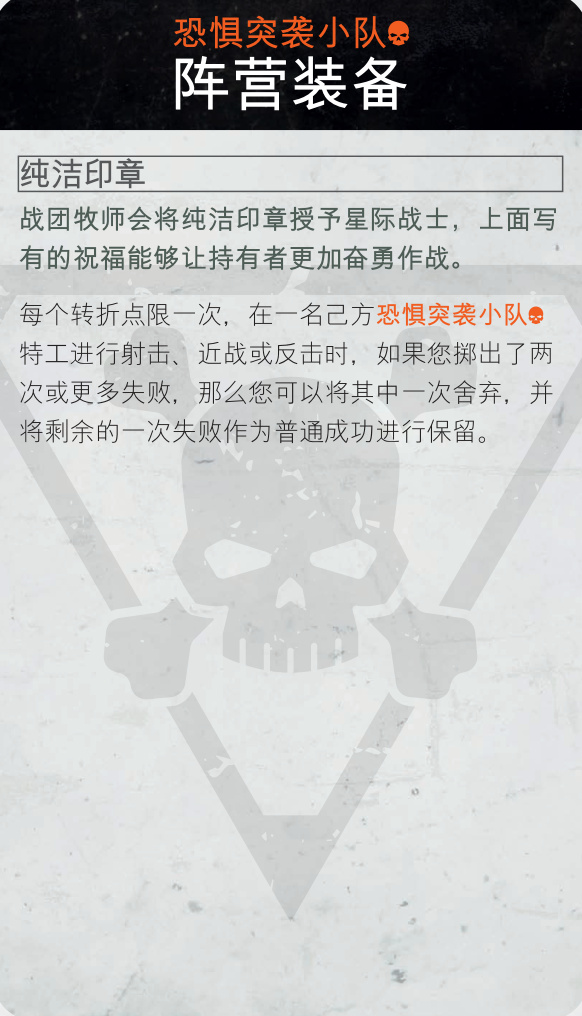 恐惧突袭小队
阵营装备
纯洁印章
战团牧师会将纯洁印章授予星际战士，上面写
有的祝福能够让持有者更加奋勇作战。
每个转折点限一次，在一名己方恐惧突袭小队
特工进行射击、近战或反击时，如果您掷出了两
次或更多失败，那么您可以将其中一次舍弃，并
将剩余的一次失败作为普通成功进行保留。